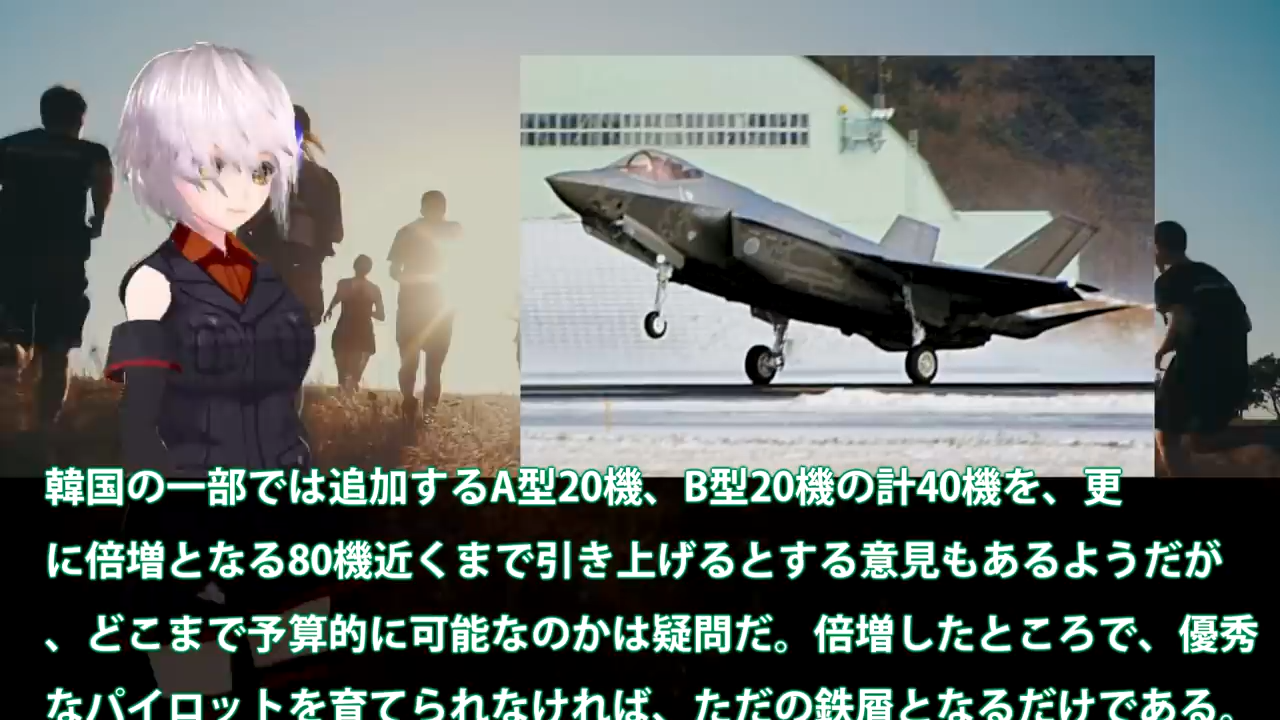 韓国の一部では追加するA型20機、B型20機の計40機を、更
に倍増となる80機近くまで引き上げるとする意見もあるようだが
、どこまで予算的に可能なのかは疑問だ。倍増したところで、優秀
なパイロットを育てられなければ、ただの鉄屑となるだけである。